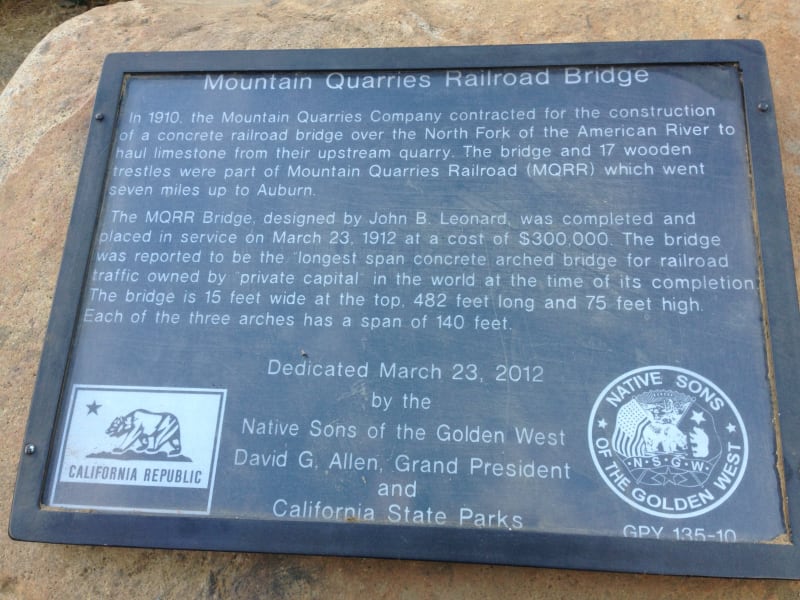 Mountain Quarries Railroad Bridge
In 1910, the Mountain Quarries Company contracted for the construction
of a concrete railroad bridge over the North Fork of the American River to
haul limestone from their upstream quarry. The bridge and 17 wooden
trestles were part of Mountain Quarries Railroad (MQRR) which went
seven miles up to Auburn.
The MQRR Bridge, designed by John B. Leonard, was completed and
placed in service on March 23, 1912 at a cost of $300,000. The bridge
was reported to be the "longest span concrete arched bridge for railroad
traffic owned by "private capital" in the world at the time of its completion.
The bridge is 15 feet wide at the top, 482 feet long and 75 feet high.
Each of the three arches has a span of 140 feet.
Dedicated March 23, 2012
by the
Native Sons of the Golden West
David G. Allen, Grand President
and
California State Parks
CALIFORNIA REPUBLIC
NATIVE SONS
OF THE GOLDEN WEST
N.S.G.W.
GPY 135-10